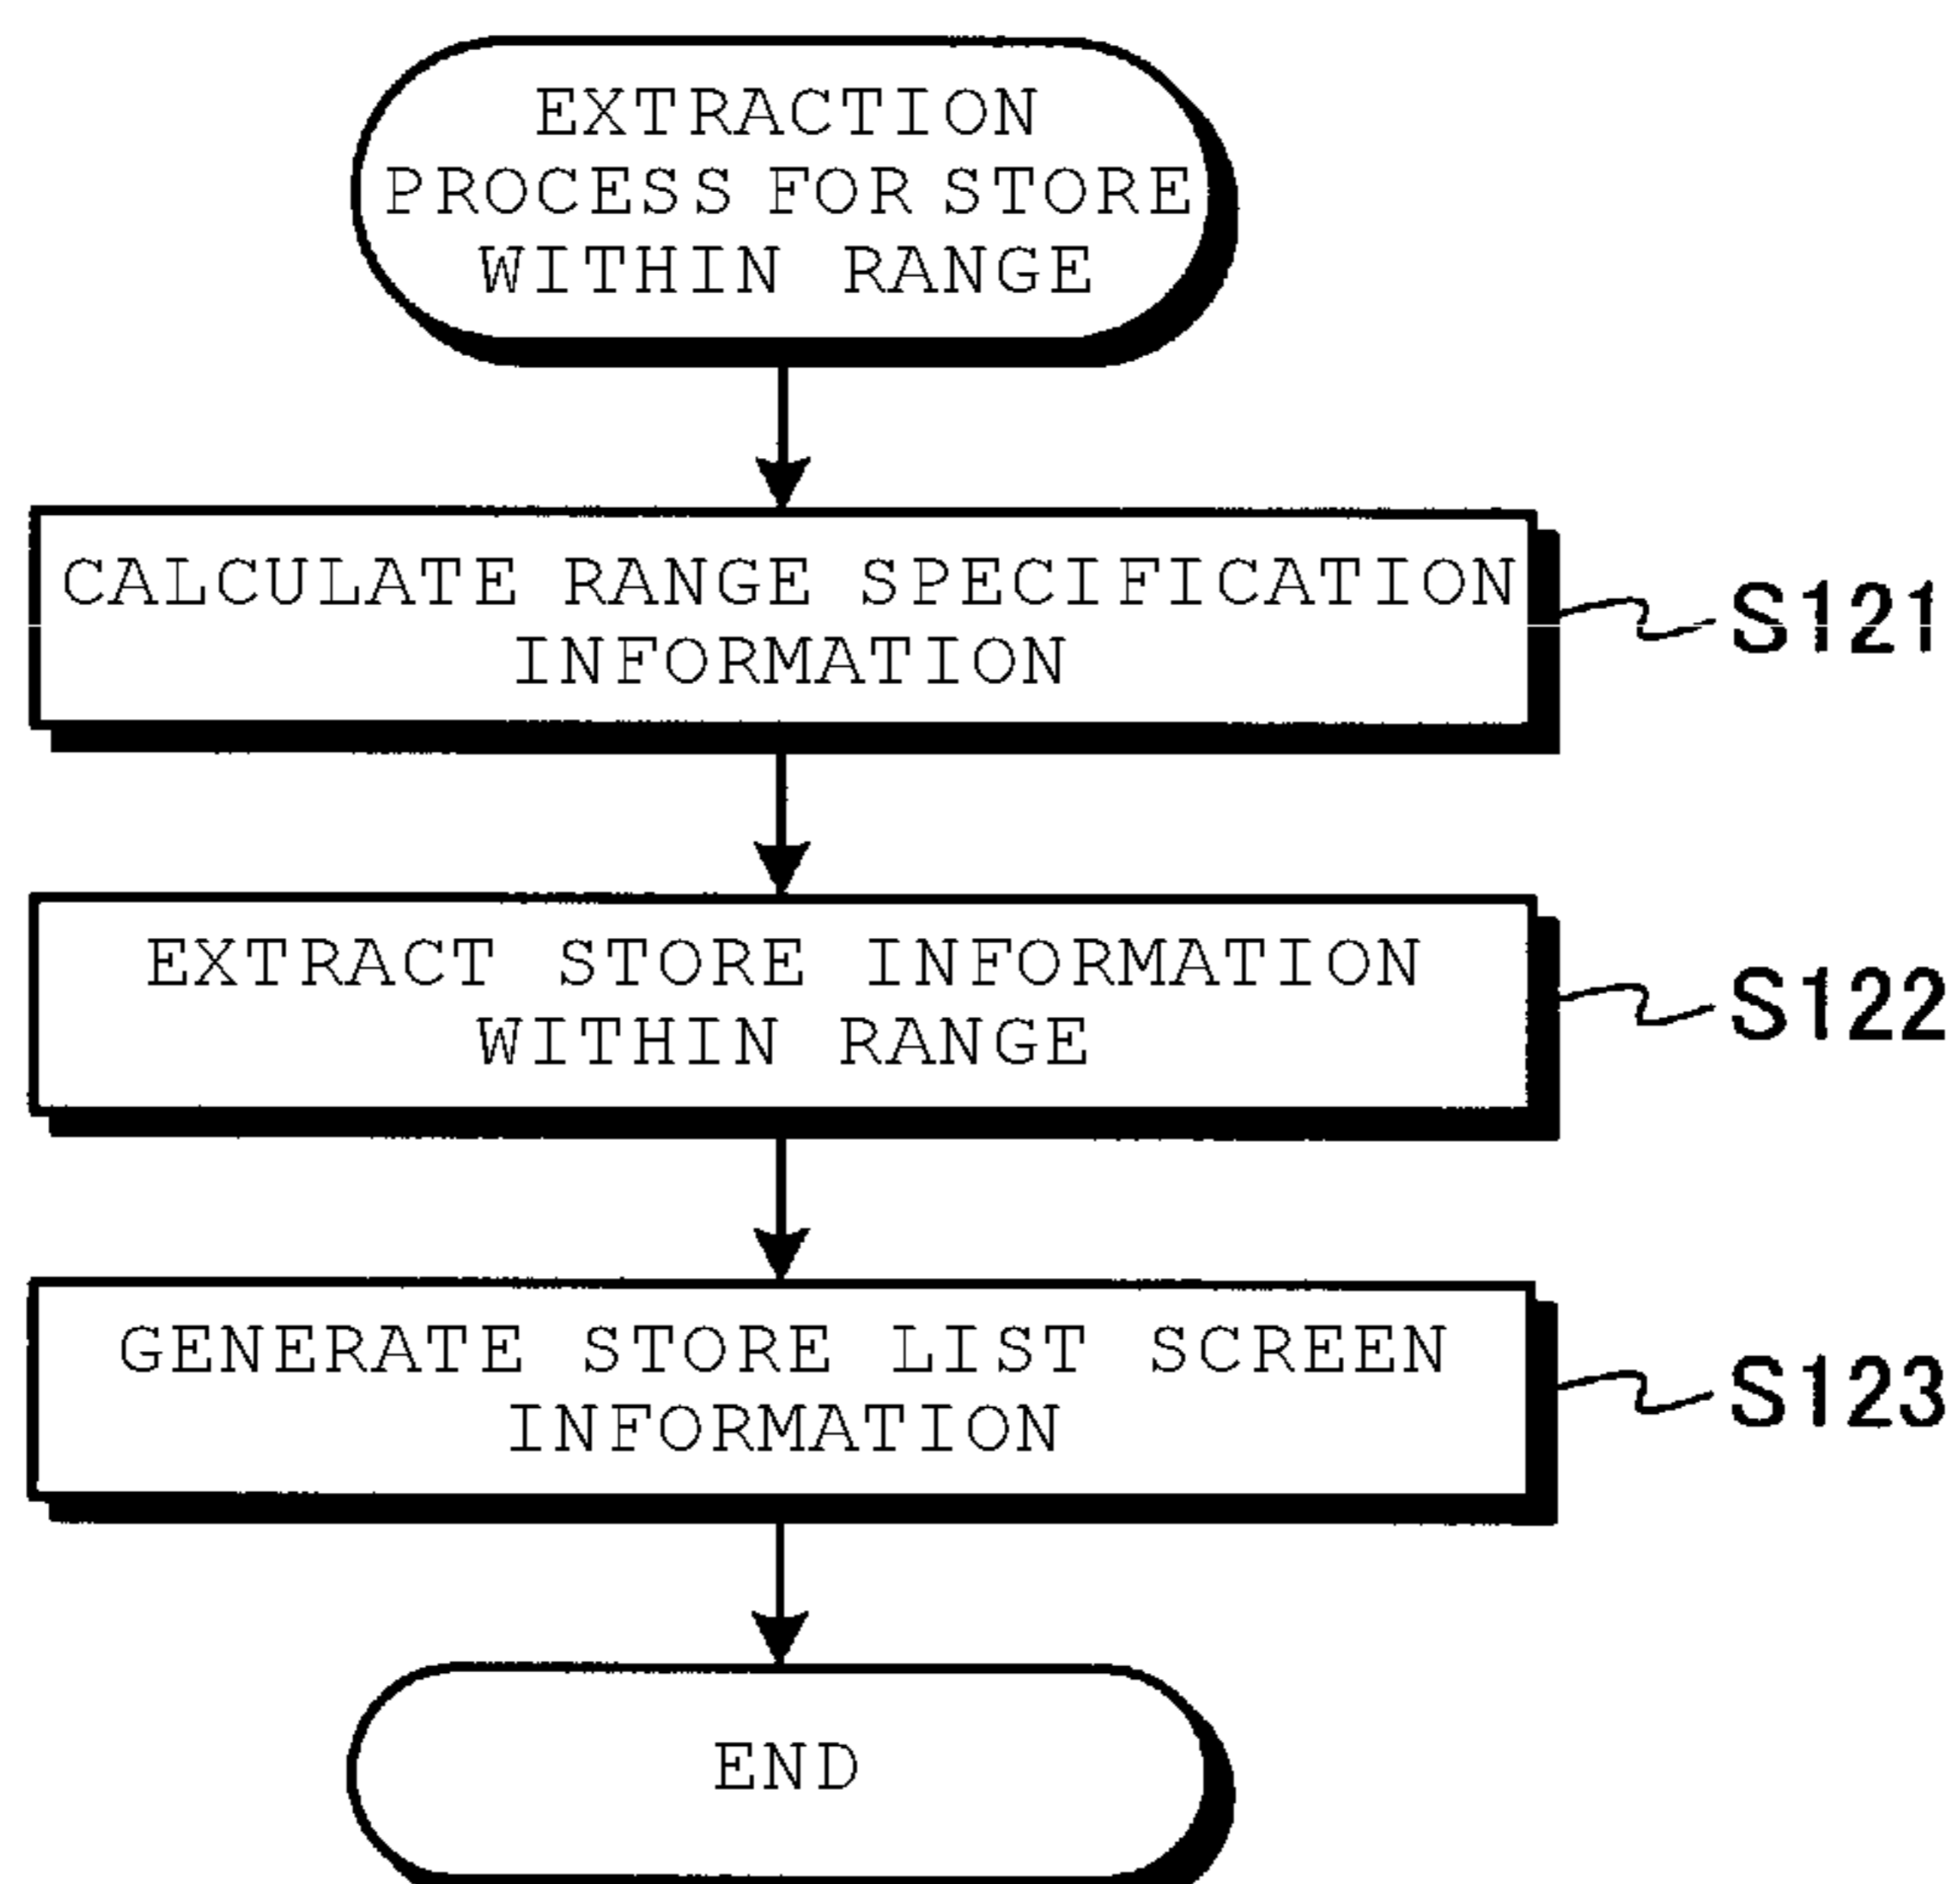 EXTRACTION
PROCESS FOR STORE
WITHIN RANGE
CALCULATE RANGE SPECIFICATION
INFORMATION
S121
EXTRACT STORE INFORMATION
WITHIN RANGE
S122
GENERATE STORE LIST SCREEN
INFORMATION
S123
END